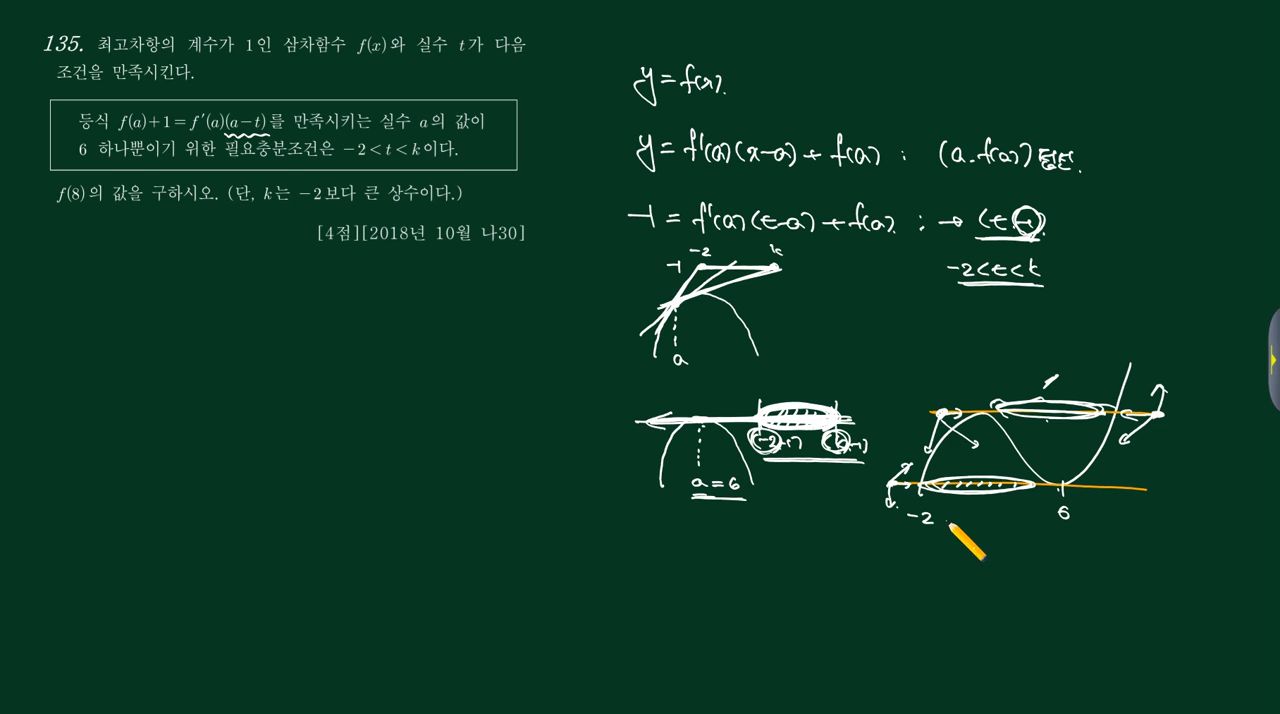 135. 최고차항의 계수가 1인 삼차함수 f(x)와 실수 t가 다음
조건을 만족시킨다.
등식 f(a)+1=f′(a)(a−t)를 만족시키는 실수 a의 값이
6 하나뿐이기 위한 필요충분조건은 −2<t<k이다.
f(8)의 값을 구하시오. (단, k는 −2보다 큰 상수이다.)
[4점][2018년 10월 나30]
y=f(x).
y=f'(a)(x-a)+f(a) : (a. f(a)) 접선.
-1=f'(a)(t-a)+f(a). : → (t.-1)
-2<t<k
-2 k
-1
a
(-2,-1) (k,-1)
a=6
-2 6